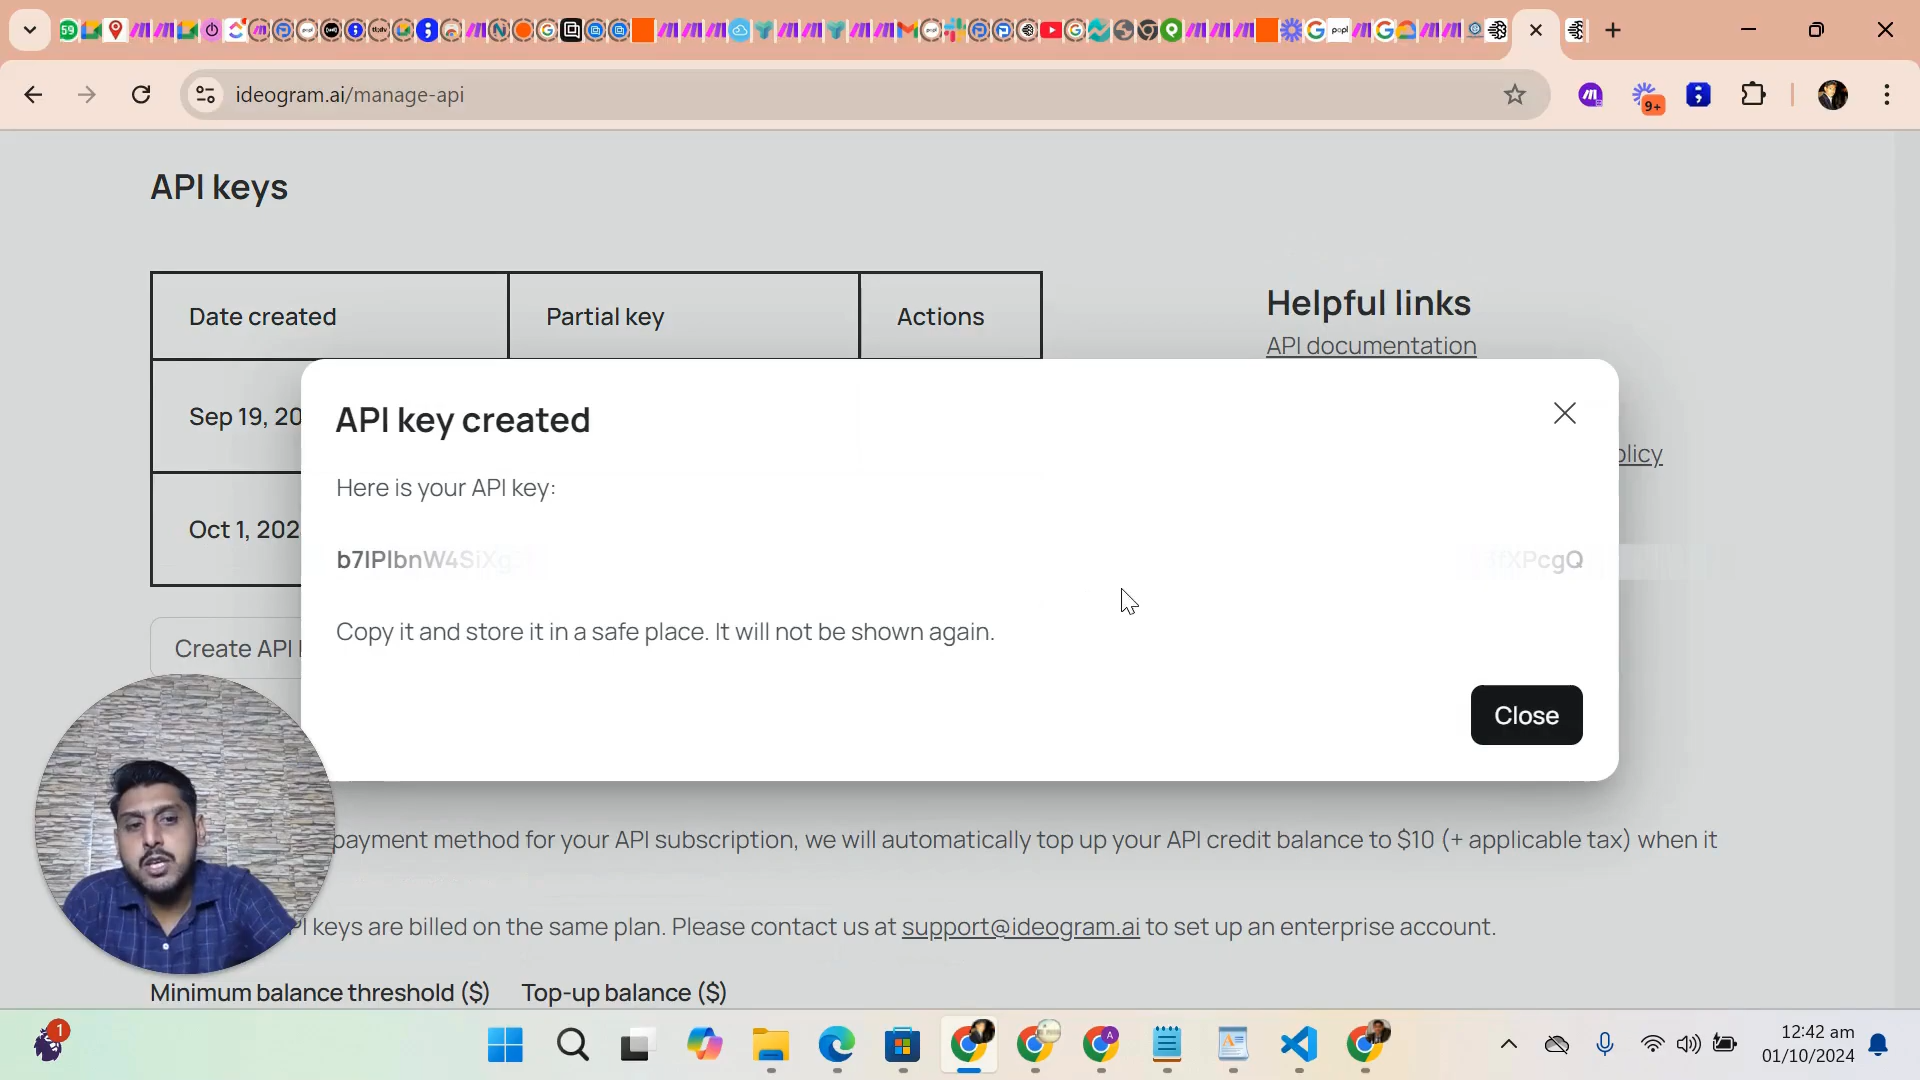 ideogram.ai/manage-api
9+
API keys
Date created
Partial key
Actions
Helpful links
API documentation
Sep 19, 20
API key created
Here is your API key:
Oct 1, 202
Copy it and store it in a safe place. It will not be shown again.
Create API
Close
payment method for your API subscription, we will automatically top up your API credit balance to $10 (+ applicable tax) when it
keys are billed on the same plan. Please contact us at support@ideogram.ai to set up an enterprise account.
Minimum balance threshold ($)
Top-up balance ($)
1
12:42 am
01/10/2024